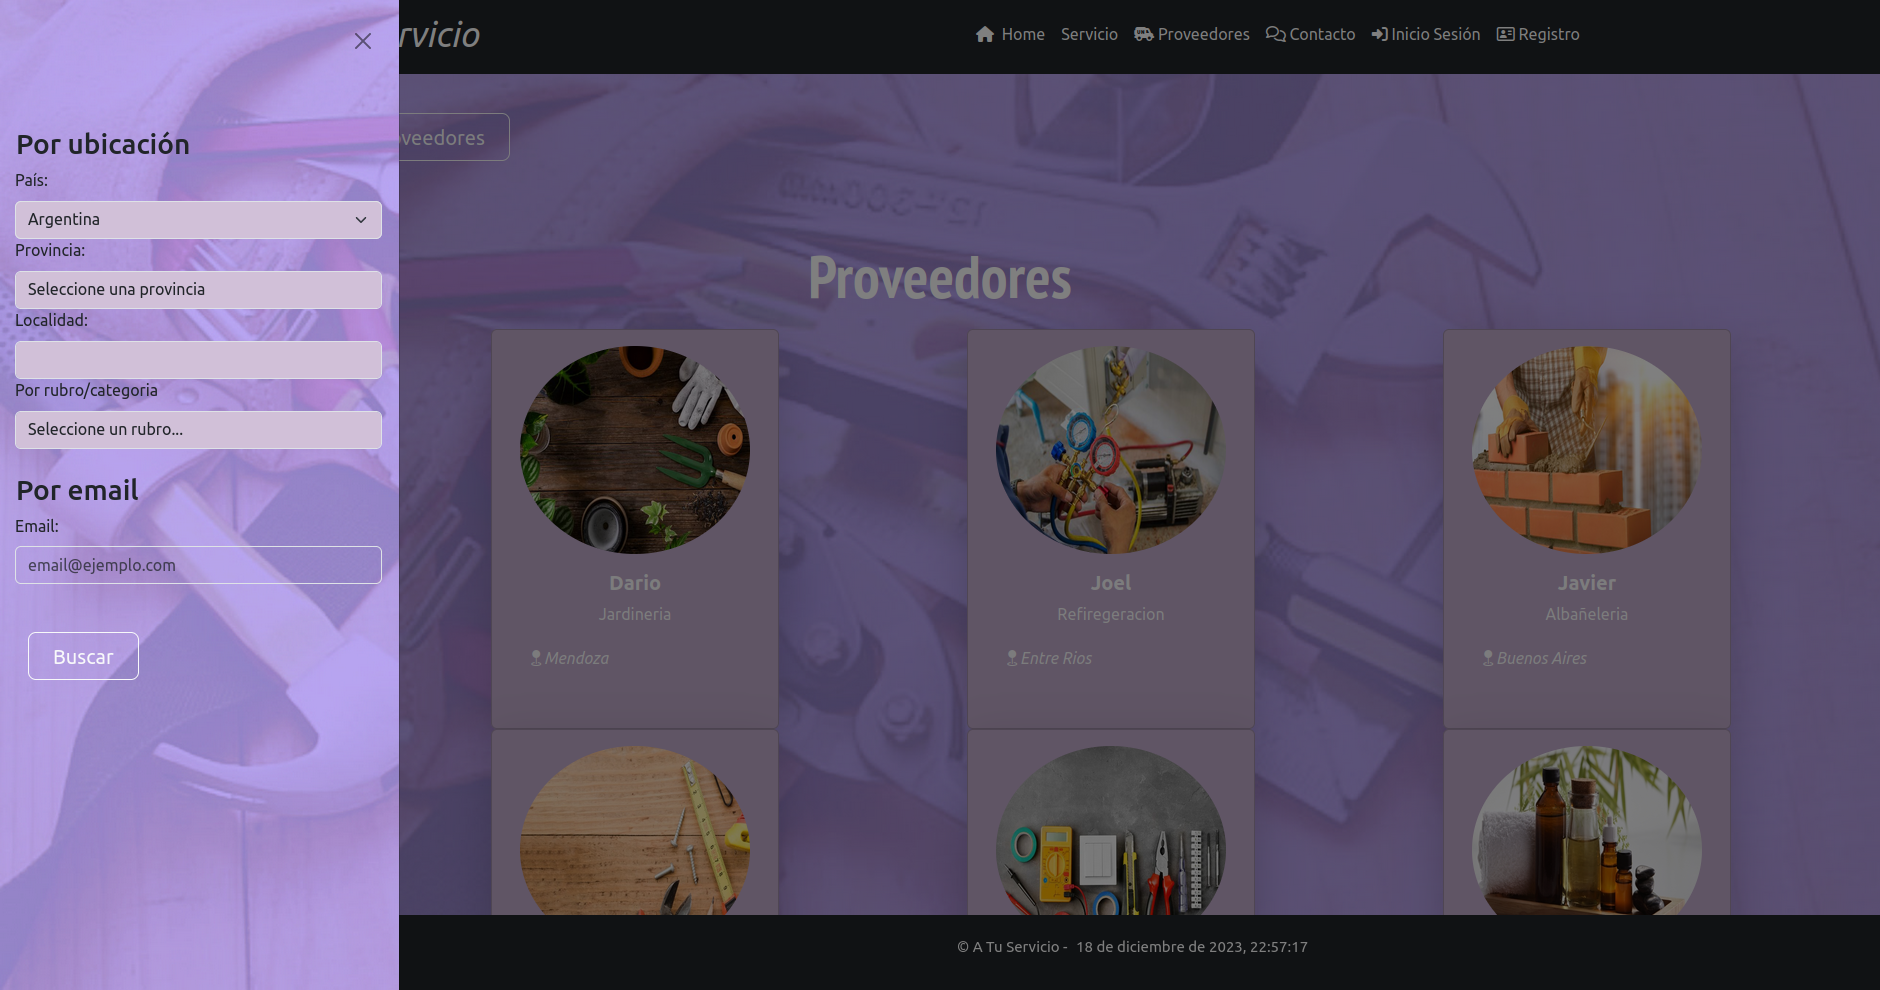 rvicio
Home Servicio Proveedores Contacto Inicio Sesión Registro
oveedores
Por ubicación
País:
Argentina
Provincia:
Seleccione una provincia
Localidad:
Por rubro/categoria
Seleccione un rubro...
Por email
Email:
email@ejemplo.com
Buscar
Proveedores
Dario
Jardineria
Mendoza
Joel
Refiregeracion
Entre Rios
Javier
Albañeleria
Buenos Aires
© A Tu Servicio - 18 de diciembre de 2023, 22:57:17